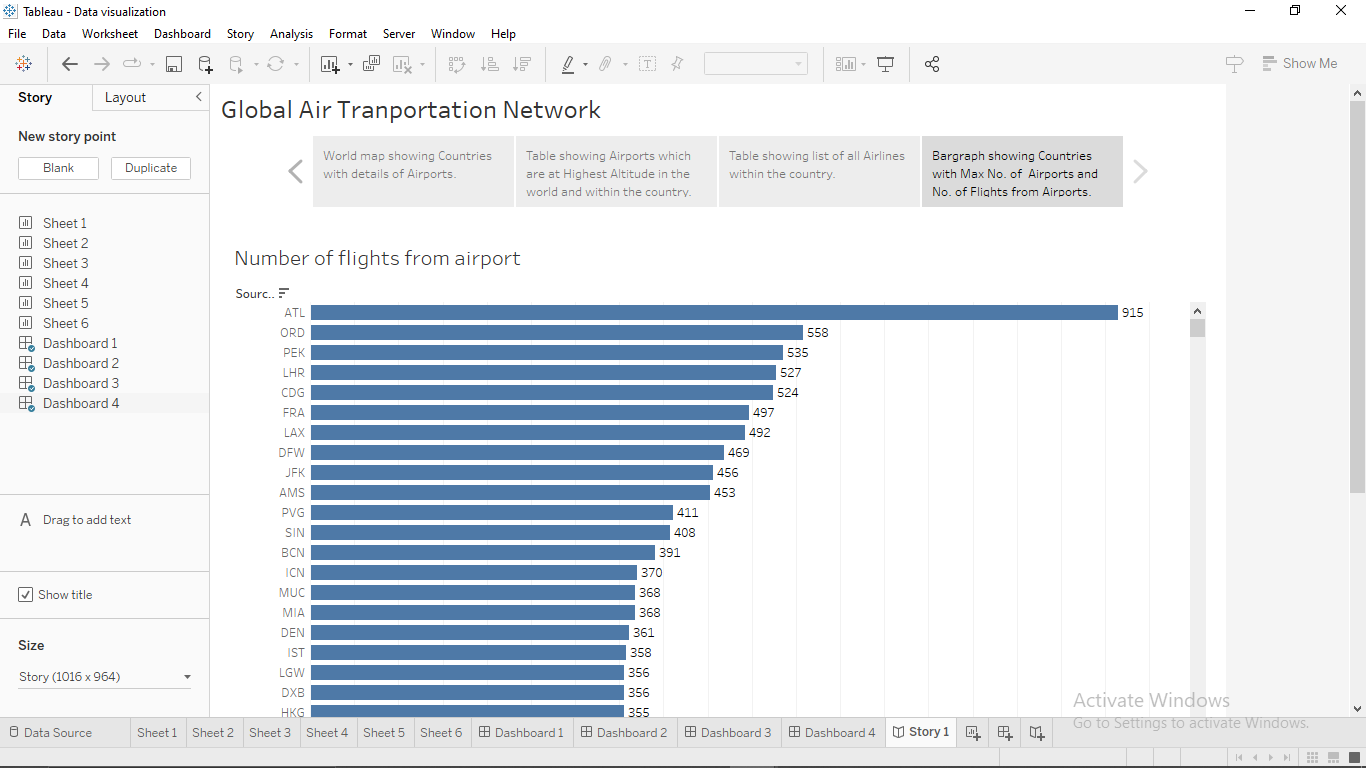 Tableau - Data visualization
File Data Worksheet Dashboard Story Analysis Format Server Window Help
Show Me
Story Layout
New story point
Blank Duplicate
Sheet 1
Sheet 2
Sheet 3
Sheet 4
Sheet 5
Sheet 6
Dashboard 1
Dashboard 2
Dashboard 3
Dashboard 4
A Drag to add text
Show title
Size
Story (1016 x 964)
Global Air Tranportation Network
World map showing Countries
with details of Airports.
Table showing Airports which
are at Highest Altitude in the
world and within the country.
Table showing list of all Airlines
within the country.
Bargraph showing Countries
with Max No. of Airports and
No. of Flights from Airports.
Number of flights from airport
Sourc..
ATL 915
ORD 558
PEK 535
LHR 527
CDG 524
FRA 497
LAX 492
DFW 469
JFK 456
AMS 453
PVG 411
SIN 408
BCN 391
ICN 370
MUC 368
MIA 368
DEN 361
IST 358
LGW 356
DXB 356
HKG 355
Activate Windows
Go to Settings to activate Windows.
Data Source Sheet 1 Sheet 2 Sheet 3 Sheet 4 Sheet 5 Sheet 6 Dashboard 1 Dashboard 2 Dashboard 3 Dashboard 4 Story 1